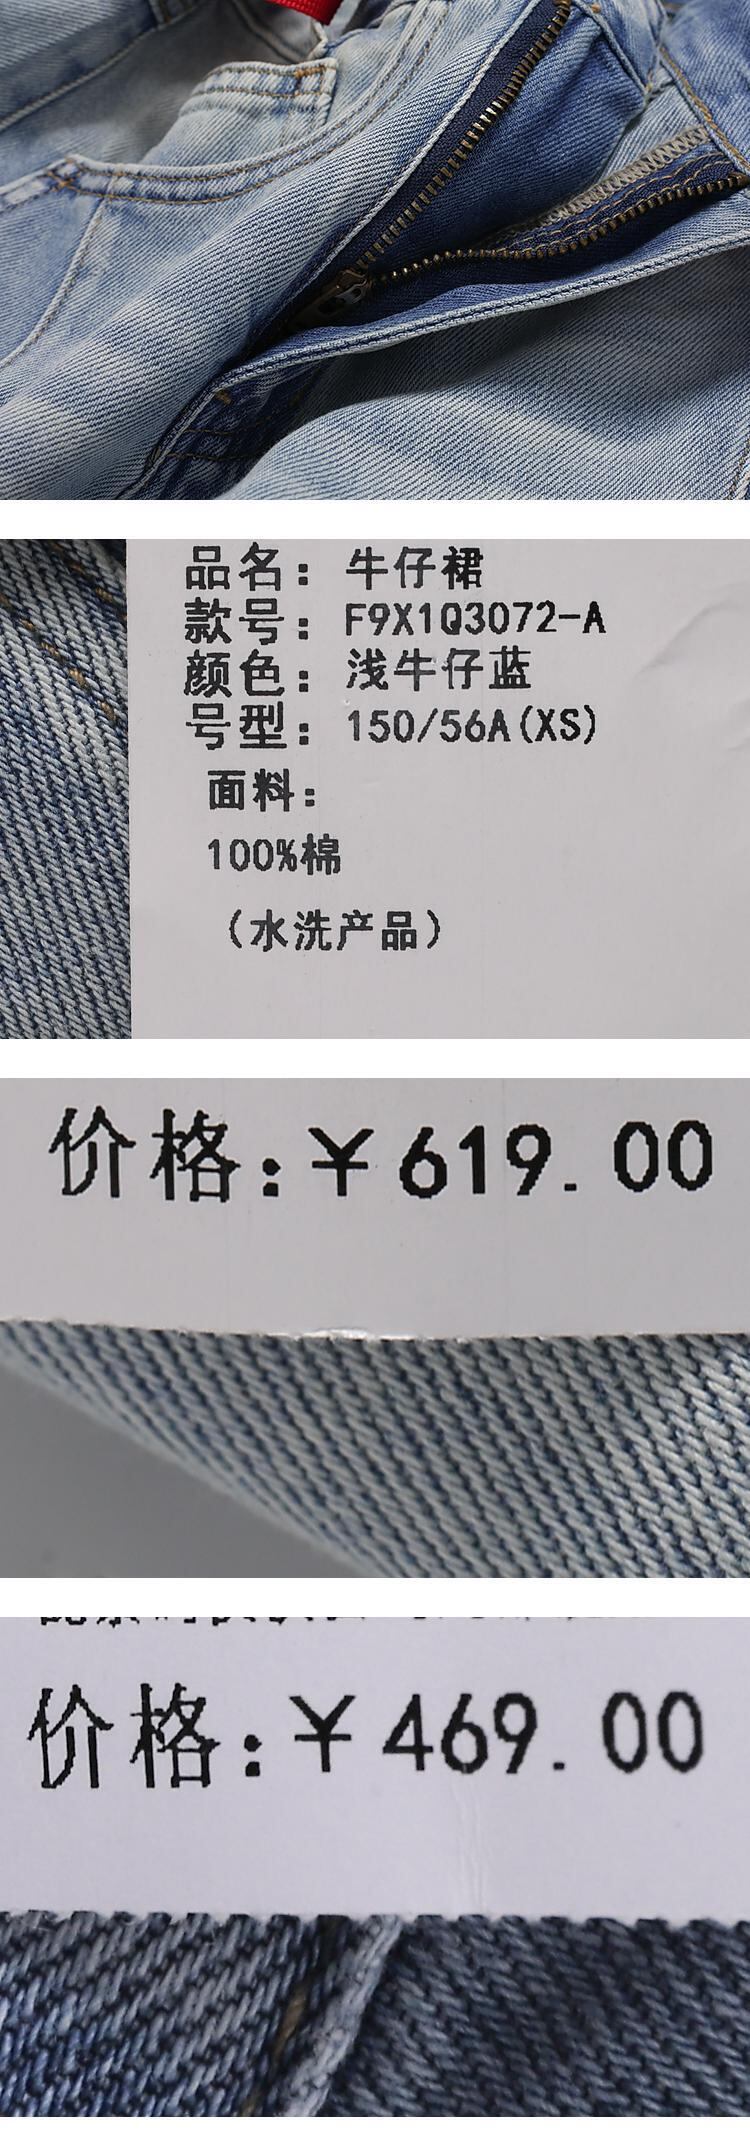 品名：牛仔裙
款号：F9X1Q3072-A
颜色：浅牛仔蓝
号型：150/56A(XS)
面料：
100%棉
（水洗产品）
价格:￥619.00
价格:￥469.00